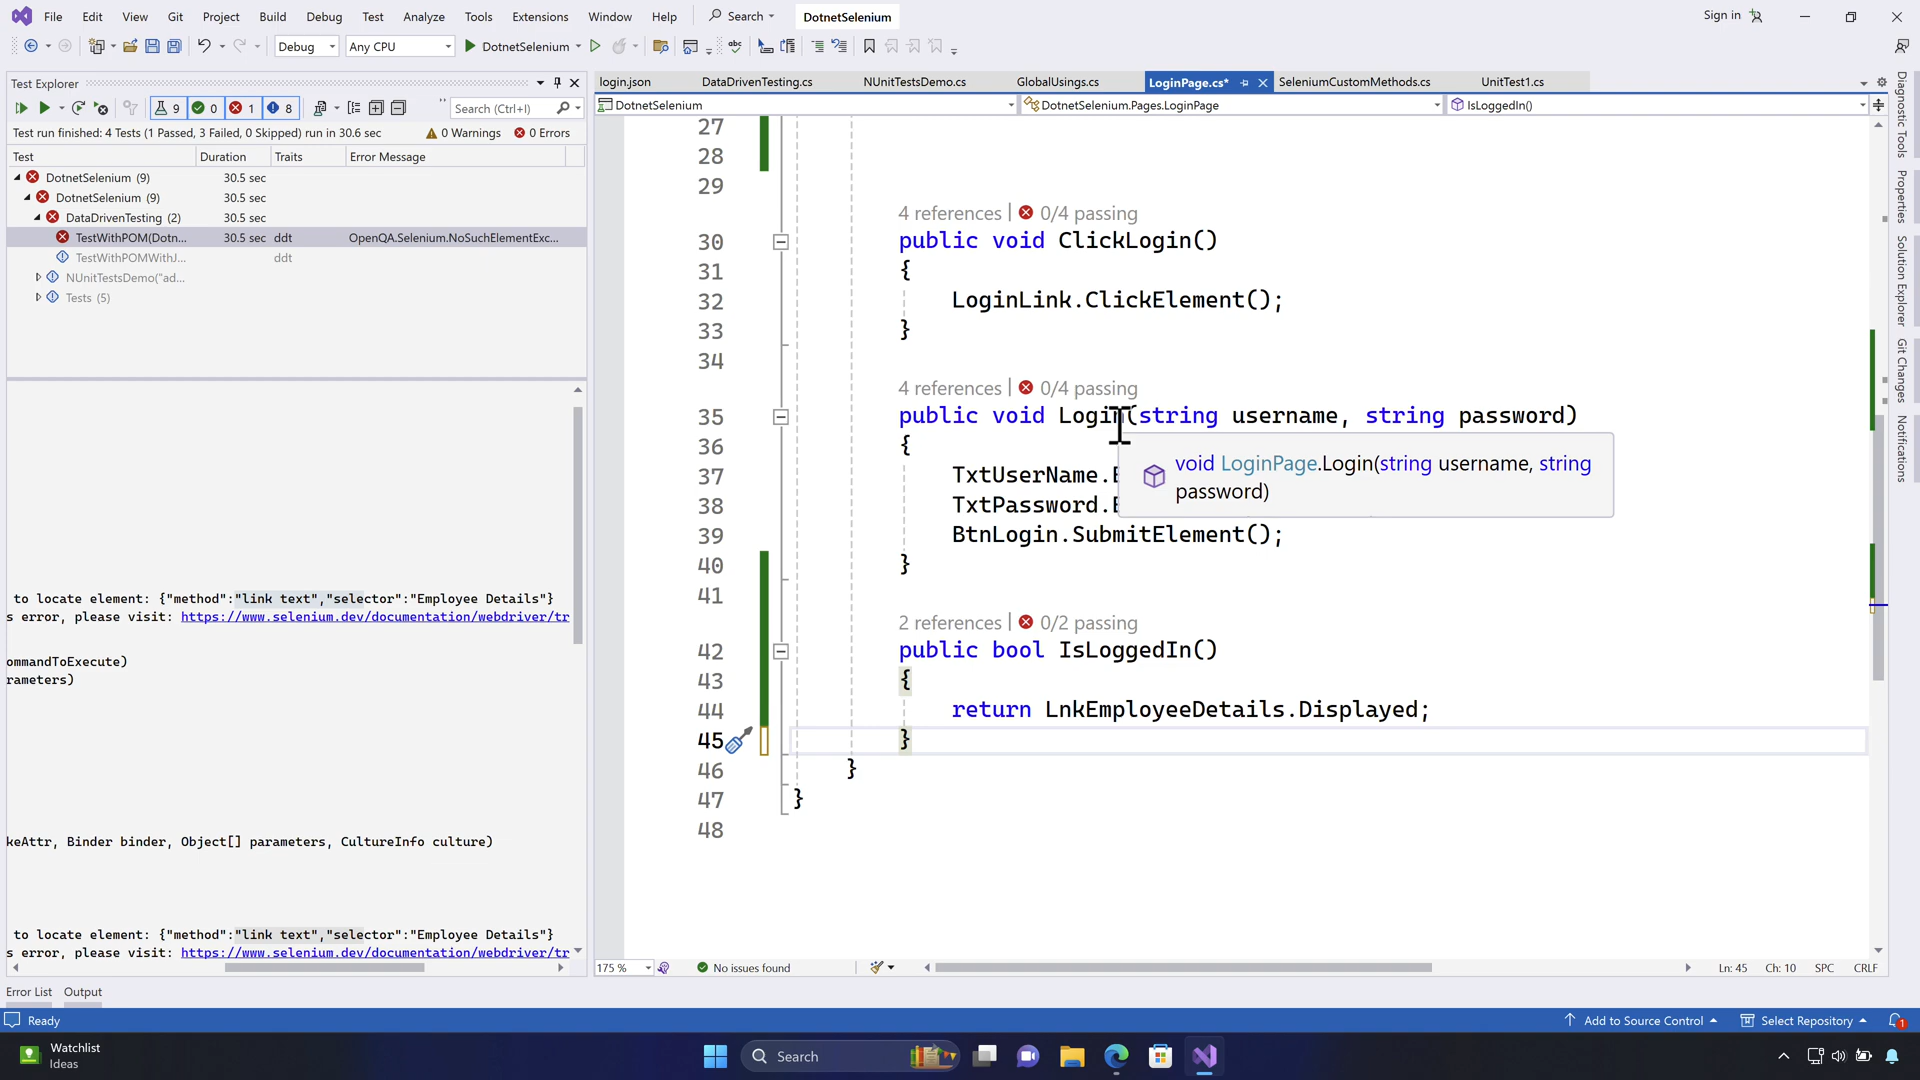 File Edit View Git Project Build Debug Test Analyze Tools Extensions Window Help Search DotnetSelenium Sign in
Debug Any CPU DotnetSelenium
Test Explorer
login.json DataDrivenTesting.cs NUnitTestsDemo.cs GlobalUsings.cs LoginPage.cs* SeleniumCustomMethods.cs UnitTest1.cs
9 0 1 8 Search (Ctrl+I)
DotnetSelenium DotnetSelenium.Pages.LoginPage IsLoggedIn()
Test run finished: 4 Tests (1 Passed, 3 Failed, 0 Skipped) run in 30.6 sec 0 Warnings 0 Errors
Test Duration Traits Error Message
DotnetSelenium (9) 30.5 sec
DotnetSelenium (9) 30.5 sec
DataDrivenTesting (2) 30.5 sec
TestWithPOM(Dotn... 30.5 sec ddt OpenQA.Selenium.NoSuchElementExc...
TestWithPOMWithJ... ddt
NUnitTestsDemo("ad...
Tests (5)
to locate element: {"method":"link text","selector":"Employee Details"}
s error, please visit: https://www.selenium.dev/documentation/webdriver/tr
ommandToExecute)
rameters)
keAttr, Binder binder, Object[] parameters, CultureInfo culture)
to locate element: {"method":"link text","selector":"Employee Details"}
s error, please visit: https://www.selenium.dev/documentation/webdriver/tr
27
28
29
4 references | 0/4 passing
30 public void ClickLogin()
31 {
32 LoginLink.ClickElement();
33 }
34
4 references | 0/4 passing
35 public void Login(string username, string password)
36 {
37 TxtUserName.
38 TxtPassword.
void LoginPage.Login(string username, string
password)
39 BtnLogin.SubmitElement();
40 }
41
2 references | 0/2 passing
42 public bool IsLoggedIn()
43 {
44 return LnkEmployeeDetails.Displayed;
45 }
46 }
47 }
48
175 % No issues found Ln: 45 Ch: 10 SPC CRLF
Diagnostic Tools
Properties
Solution Explorer
Git Changes
Notifications
Error List Output
Ready Add to Source Control Select Repository 1
Watchlist
Ideas
Search